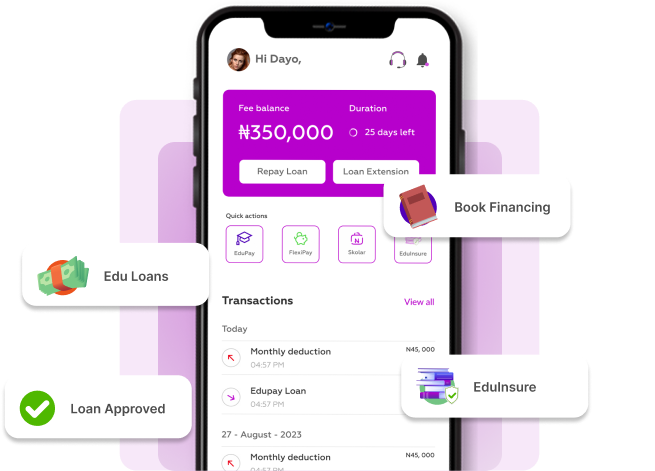 Hi Dayo,
Fee balance
Duration
₦350,000
25 days left
Repay Loan
Loan Extension
Book Financing
Quick actions
EduPay
FlexiPay
Skolar
EduInsure
Edu Loans
Transactions
View all
Today
Monthly deduction
N45, 000
04:57 PM
Edupay Loan
04:57 PM
EduInsure
Loan Approved
27 - August - 2023
Monthly deduction
N45, 000
04:57 PM